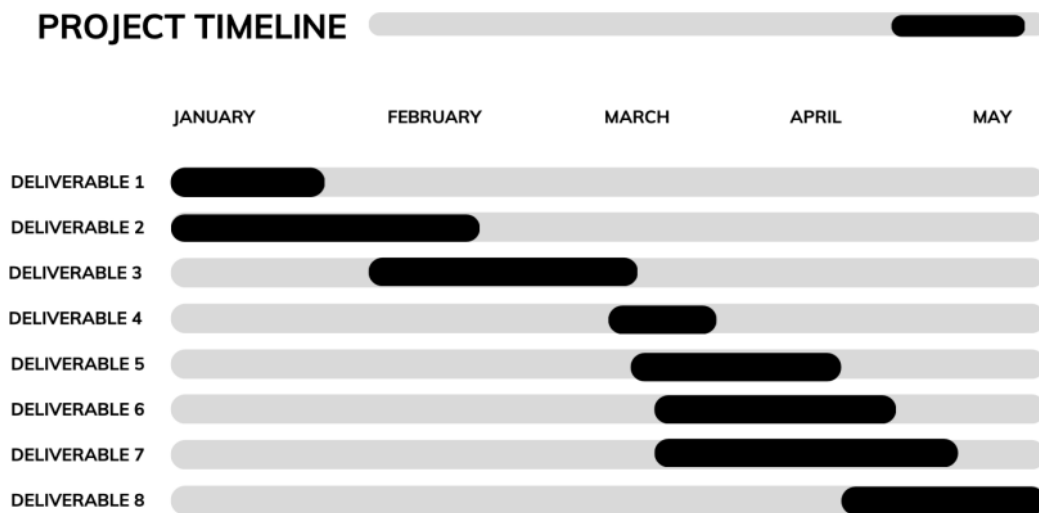 PROJECT TIMELINE
JANUARY FEBRUARY MARCH APRIL MAY
DELIVERABLE 1
DELIVERABLE 2
DELIVERABLE 3
DELIVERABLE 4
DELIVERABLE 5
DELIVERABLE 6
DELIVERABLE 7
DELIVERABLE 8